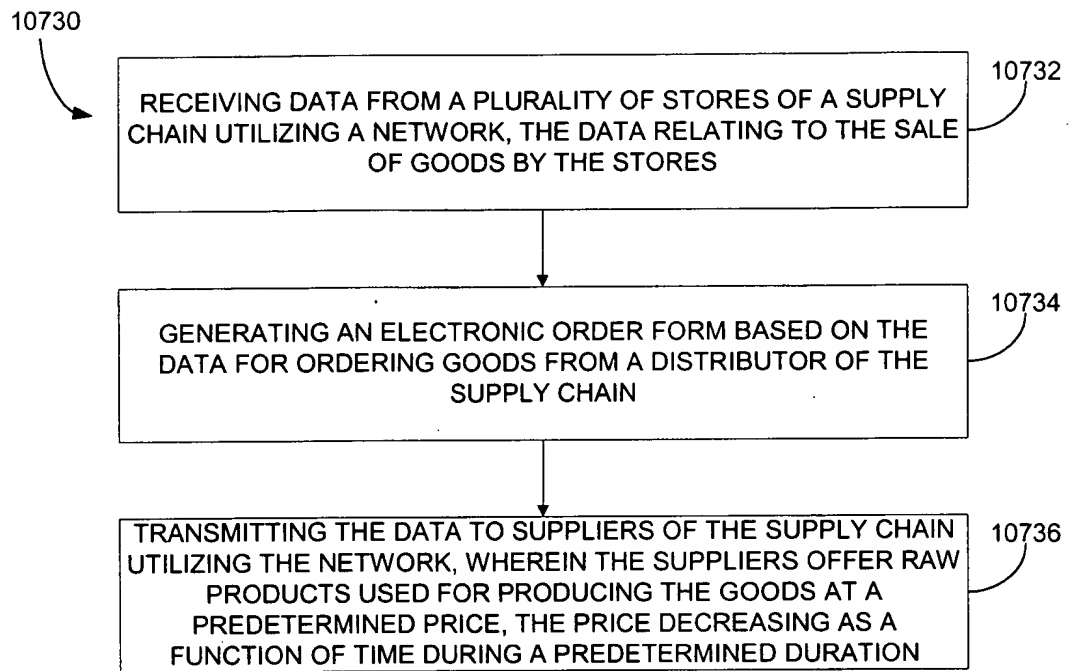 10730
10732
RECEIVING DATA FROM A PLURALITY OF STORES OF A SUPPLY
CHAIN UTILIZING A NETWORK, THE DATA RELATING TO THE SALE
OF GOODS BY THE STORES
10734
GENERATING AN ELECTRONIC ORDER FORM BASED ON THE
DATA FOR ORDERING GOODS FROM A DISTRIBUTOR OF THE
SUPPLY CHAIN
10736
TRANSMITTING THE DATA TO SUPPLIERS OF THE SUPPLY CHAIN
UTILIZING THE NETWORK, WHEREIN THE SUPPLIERS OFFER RAW
PRODUCTS USED FOR PRODUCING THE GOODS AT A
PREDETERMINED PRICE, THE PRICE DECREASING AS A
FUNCTION OF TIME DURING A PREDETERMINED DURATION